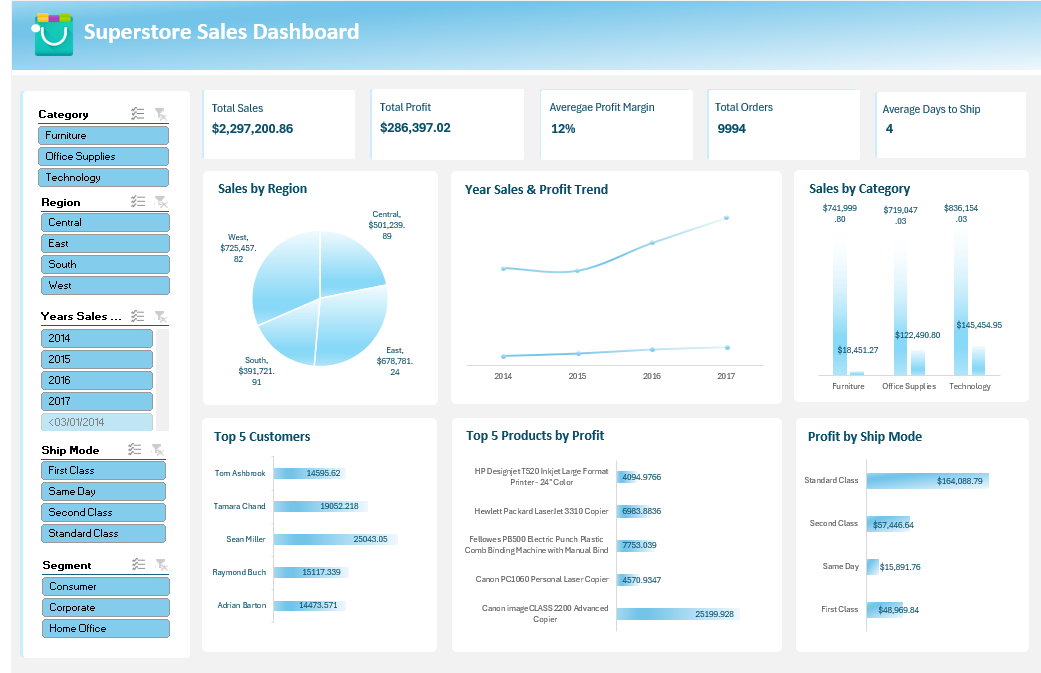 Superstore Sales Dashboard
Category
Furniture
Office Supplies
Technology
Region
Central
East
South
West
Years Sales ...
2014
2015
2016
2017
<03/01/2014
Ship Mode
First Class
Same Day
Second Class
Standard Class
Segment
Consumer
Corporate
Home Office
Total Sales
$2,297,200.86
Total Profit
$286,397.02
Averegae Profit Margin
12%
Total Orders
9994
Average Days to Ship
4
Sales by Region
Central,
$501,239.
89
West,
$725,457.
82
South,
$391,721.
91
East,
$678,781.
24
Year Sales & Profit Trend
2014
2015
2016
2017
Sales by Category
$741,999
.80
$719,047
.03
$836,154
.03
$18,451.27
$122,490.80
$145,454.95
Furniture
Office Supplies
Technology
Top 5 Customers
Tom Ashbrook
14595.62
Tamara Chand
19052.218
Sean Miller
25043.05
Raymond Buch
15117.339
Adrian Barton
14473.571
Top 5 Products by Profit
HP Designjet T520 Inkjet Large Format
Printer - 24" Color
4094.9766
Hewlett Packard LaserJet 3310 Copier
6983.8836
Fellowes PB500 Electric Punch Plastic
Comb Binding Machine with Manual Bind
7753.039
Canon PC1060 Personal Laser Copier
4570.9347
Canon imageCLASS 2200 Advanced
Copier
25199.928
Profit by Ship Mode
Standard Class
$164,088.79
Second Class
$57,446.64
Same Day
$15,891.76
First Class
$48,969.84